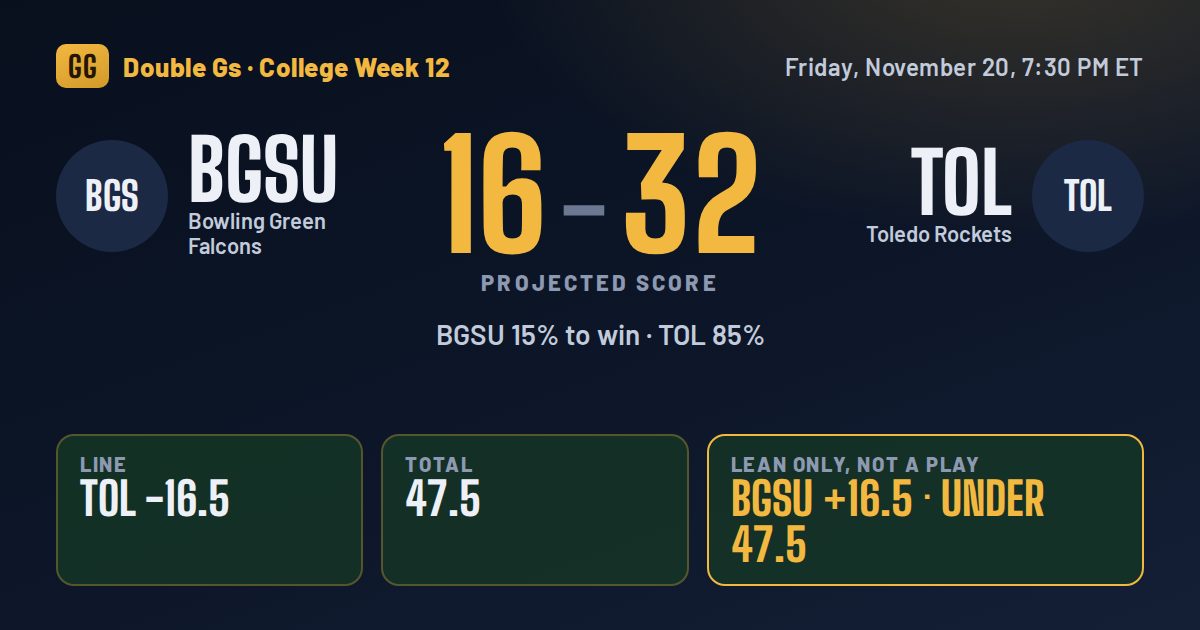 GG
Double Gs · College Week 12
Friday, November 20, 7:30 PM ET
BGS
BGSU
Bowling Green
Falcons
16 – 32
PROJECTED SCORE
BGSU 15% to win · TOL 85%
TOL
Toledo Rockets
TOL
LINE
TOL -16.5
TOTAL
47.5
LEAN ONLY, NOT A PLAY
BGSU +16.5 · UNDER
47.5